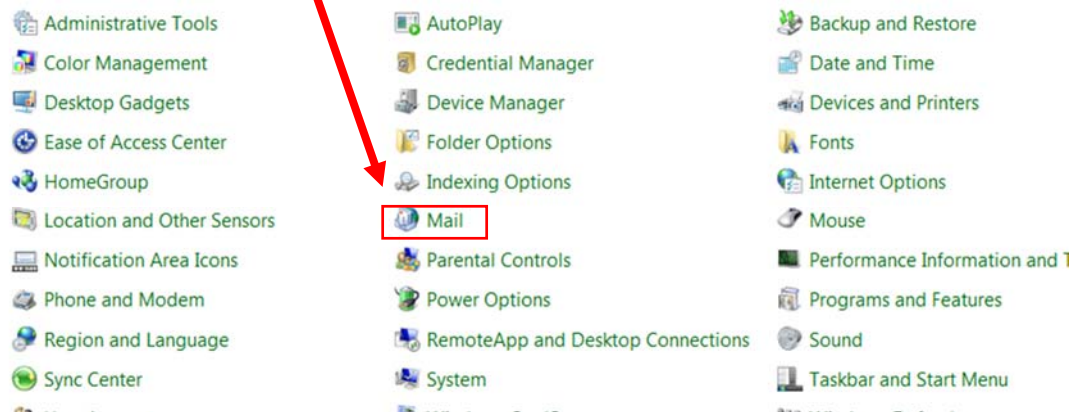 Administrative Tools
AutoPlay
Backup and Restore
Color Management
Credential Manager
Date and Time
Desktop Gadgets
Device Manager
Devices and Printers
Ease of Access Center
Folder Options
Fonts
HomeGroup
Indexing Options
Internet Options
Location and Other Sensors
Mail
Mouse
Notification Area Icons
Parental Controls
Performance Information and T
Phone and Modem
Power Options
Programs and Features
Region and Language
RemoteApp and Desktop Connections
Sound
Sync Center
System
Taskbar and Start Menu